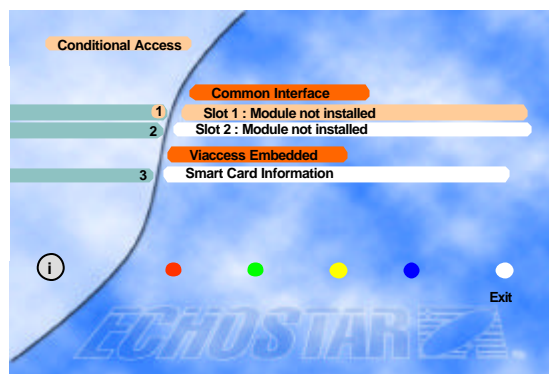 Conditional Access
Common Interface
1 Slot 1 : Module not installed
2 Slot 2 : Module not installed
Viaccess Embedded
3 Smart Card Information
i
Exit
ECHOSTAR